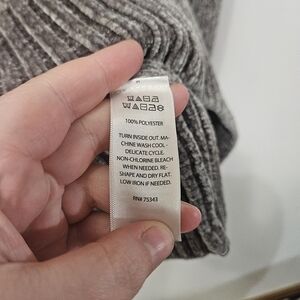 100% POLYESTER
TURN INSIDE OUT. MA-
CHINE WASH COOL -
DELICATE CYCLE.
NON-CHLORINE BLEACH
WHEN NEEDED. RE-
SHAPE AND DRY FLAT.
LOW IRON IF NEEDED.
RN# 75343